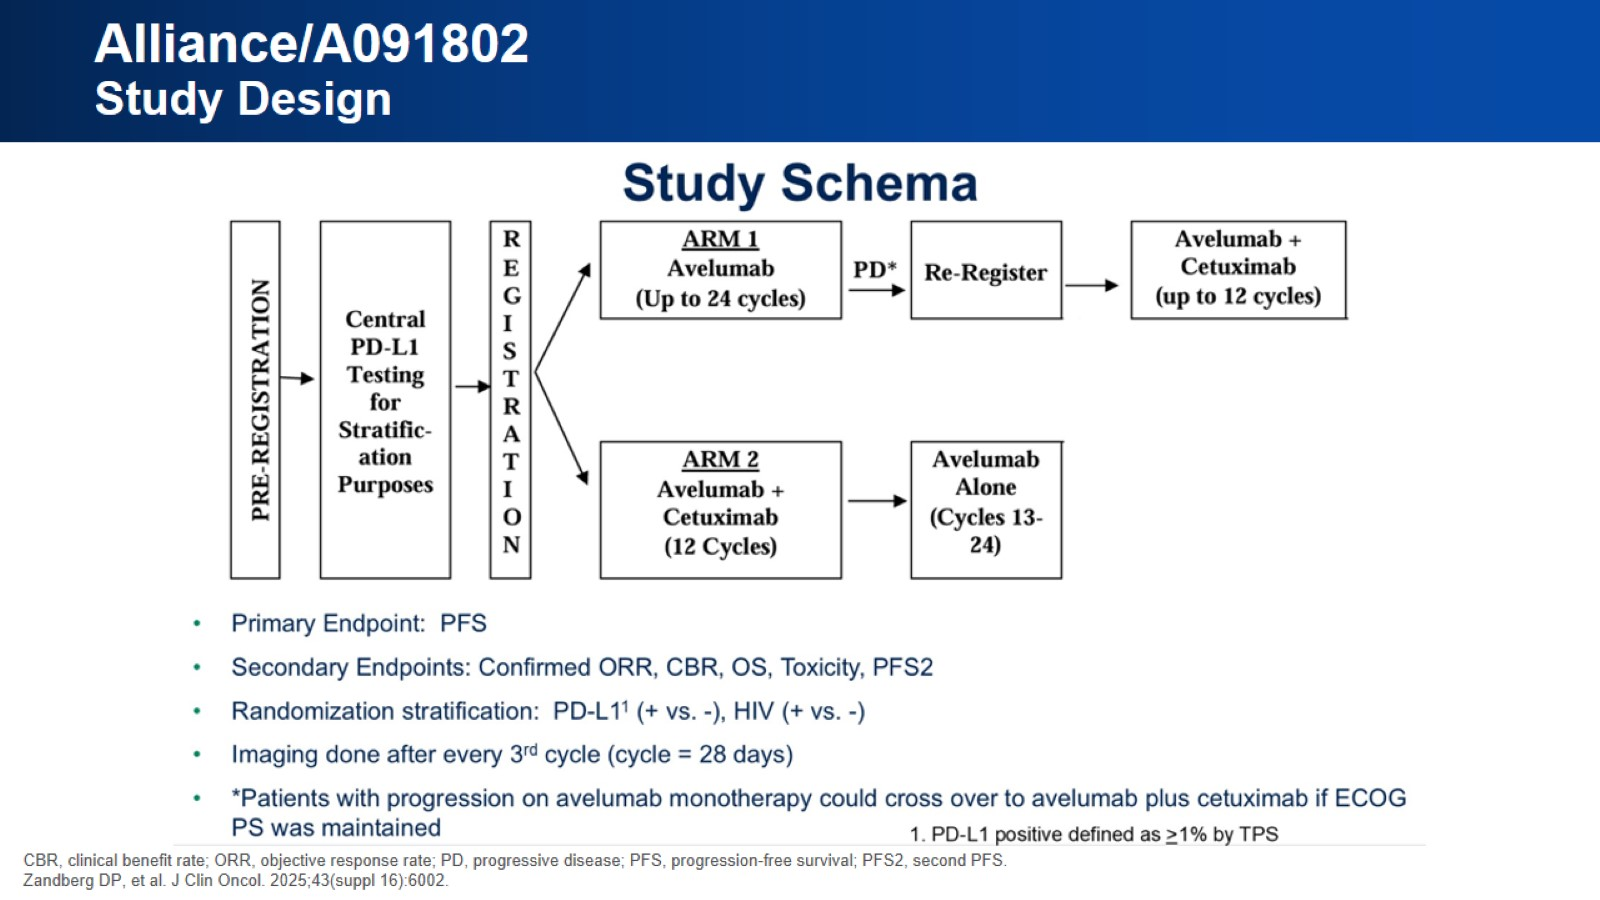 Alliance/A091802
Study Design
Study Schema
PRE-REGISTRATION
Central
PD-L1
Testing
for
Stratific-
ation
Purposes
R
E
G
I
S
T
R
A
T
I
O
N
ARM 1
Avelumab
(Up to 24 cycles)
PD*
Re-Register
Avelumab +
Cetuximab
(up to 12 cycles)
ARM 2
Avelumab +
Cetuximab
(12 Cycles)
Avelumab
Alone
(Cycles 13-
24)
• Primary Endpoint: PFS
• Secondary Endpoints: Confirmed ORR, CBR, OS, Toxicity, PFS2
• Randomization stratification: PD-L1¹ (+ vs. -), HIV (+ vs. -)
• Imaging done after every 3rd cycle (cycle = 28 days)
• *Patients with progression on avelumab monotherapy could cross over to avelumab plus cetuximab if ECOG
PS was maintained
1. PD-L1 positive defined as ≥1% by TPS
CBR, clinical benefit rate; ORR, objective response rate; PD, progressive disease; PFS, progression-free survival; PFS2, second PFS.
Zandberg DP, et al. J Clin Oncol. 2025;43(suppl 16):6002.